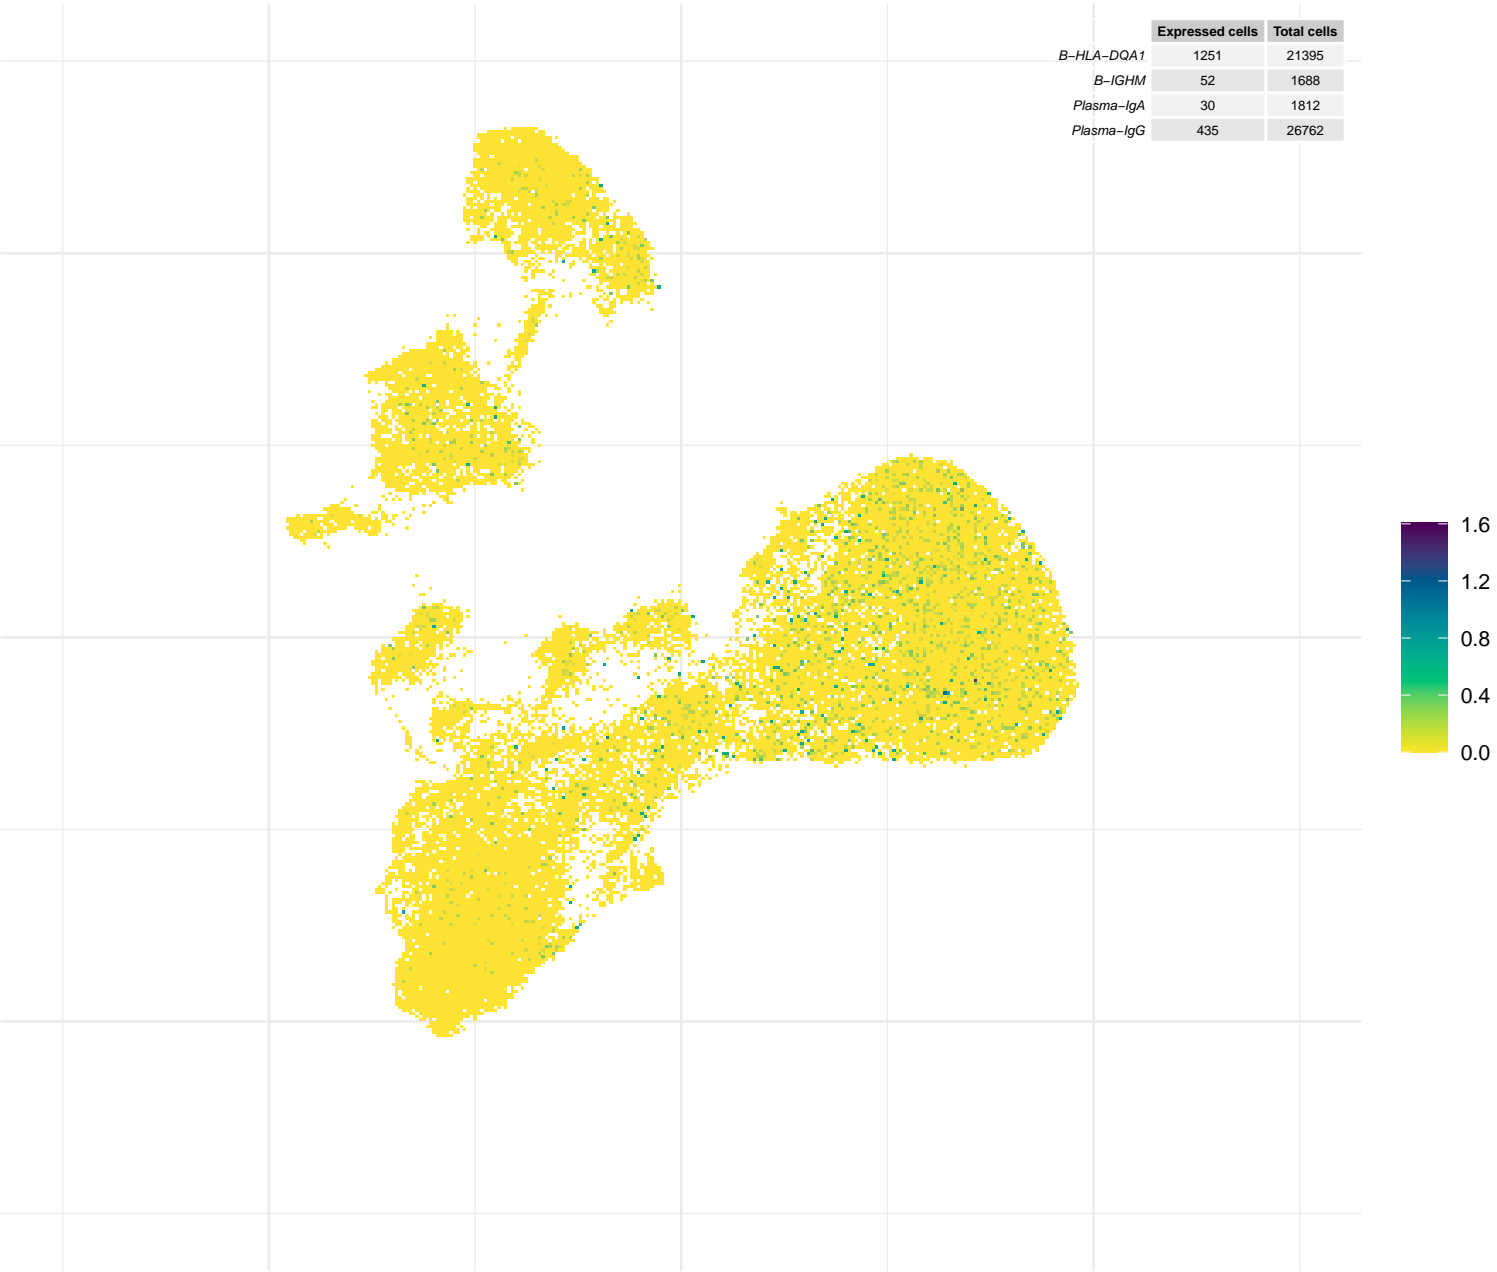 Expressed cells Total cells
B−HLA−DQA1 1251 21395
B−IGHM 52 1688
Plasma−IgA 30 1812
Plasma−IgG 435 26762
1.6
1.2
0.8
0.4
0.0